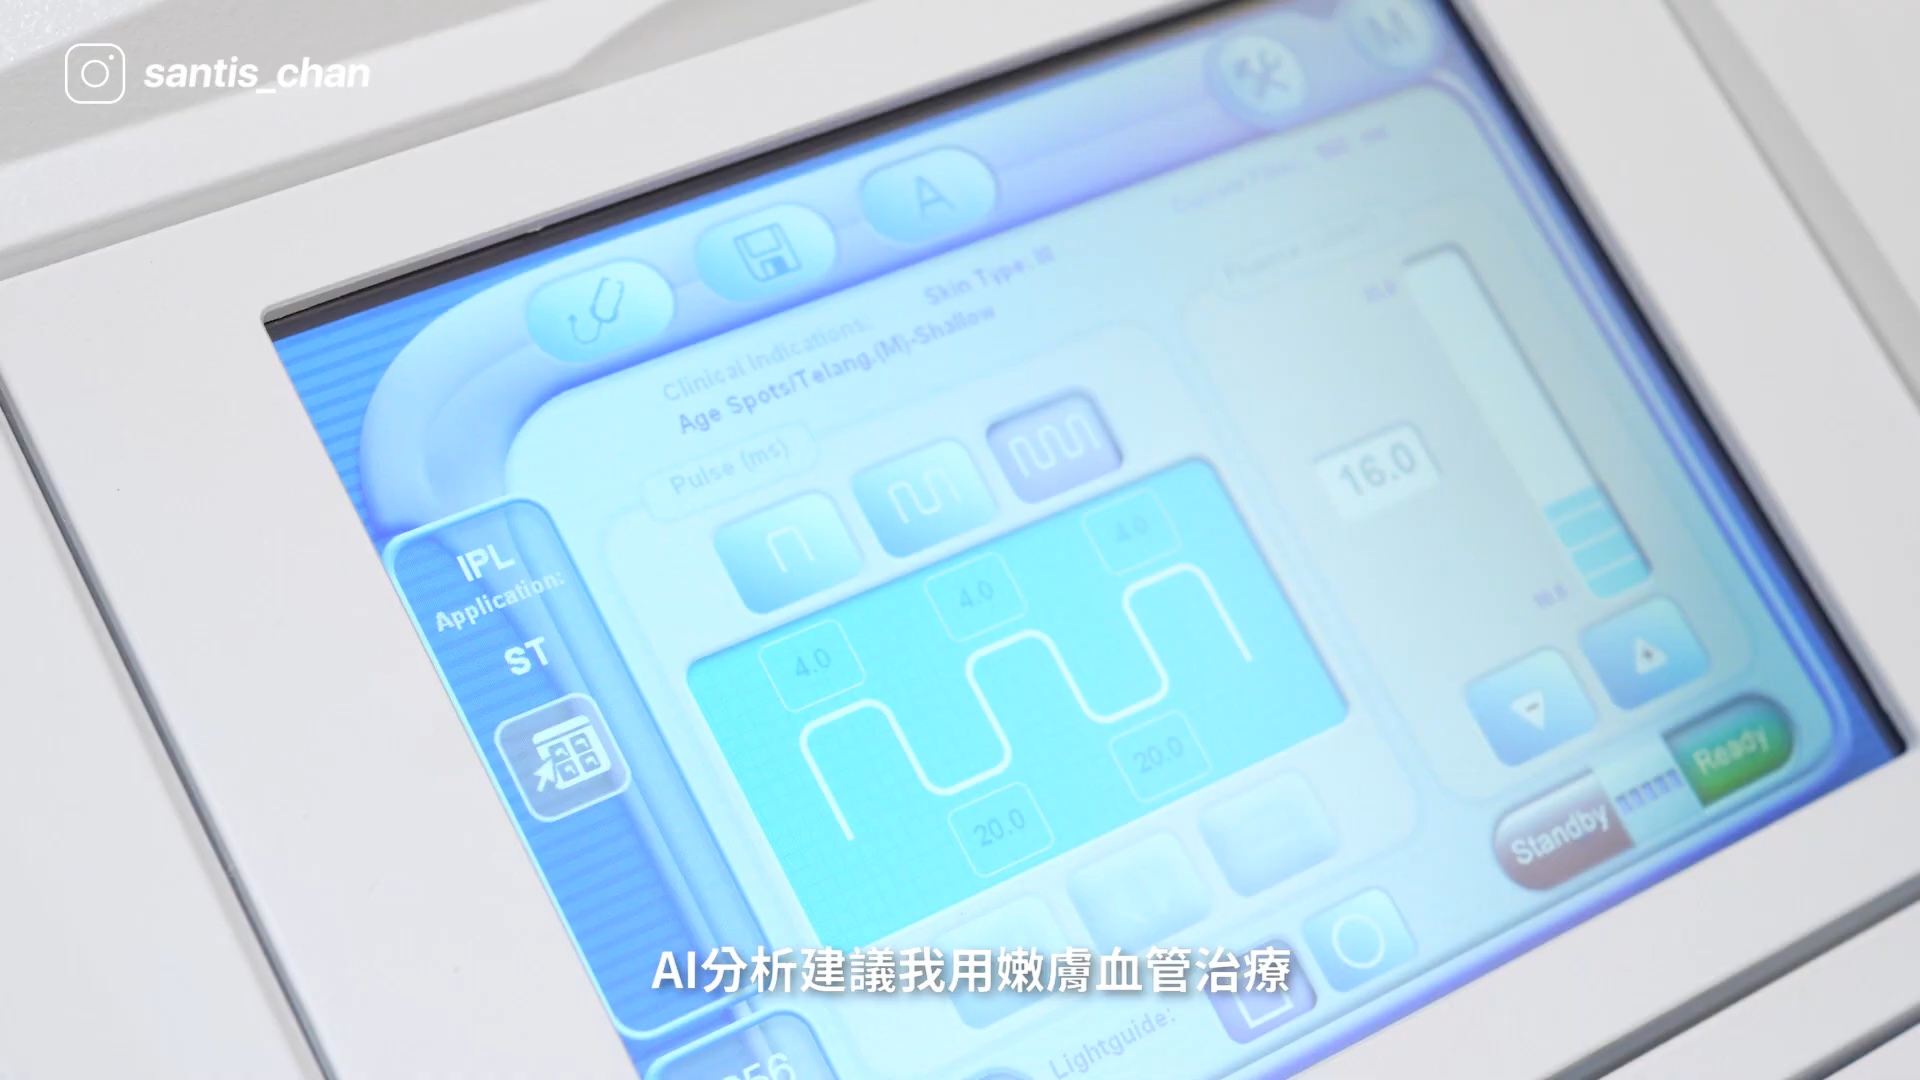 santis_chan
M
A
Skin Type III
Clinical Indications:
Age Spots/Telang.(M)-Shallow
Pulse (ms)
16.0
IPL
Application:
ST
4.0
4.0
4.0
20.0
20.0
Standby
Ready
AI分析建議我用嫩膚血管治療
Lightguide: